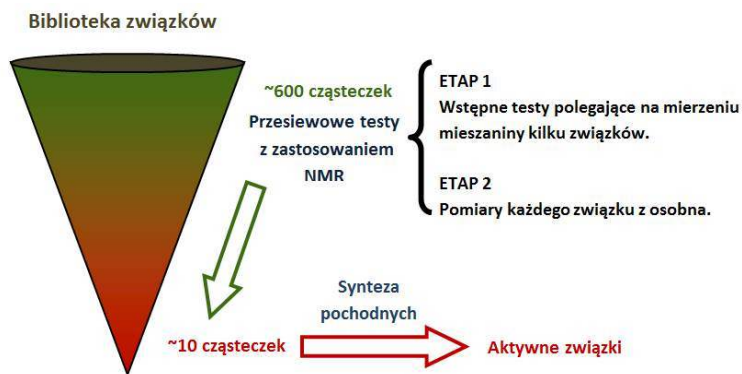 Biblioteka związków
~600 cząsteczek
Przesiewowe testy
z zastosowaniem
NMR
ETAP 1
Wstępne testy polegające na mierzeniu
mieszaniny kilku związków.
ETAP 2
Pomiary każdego związku z osobna.
~10 cząsteczek
Synteza
pochodnych
Aktywne związki